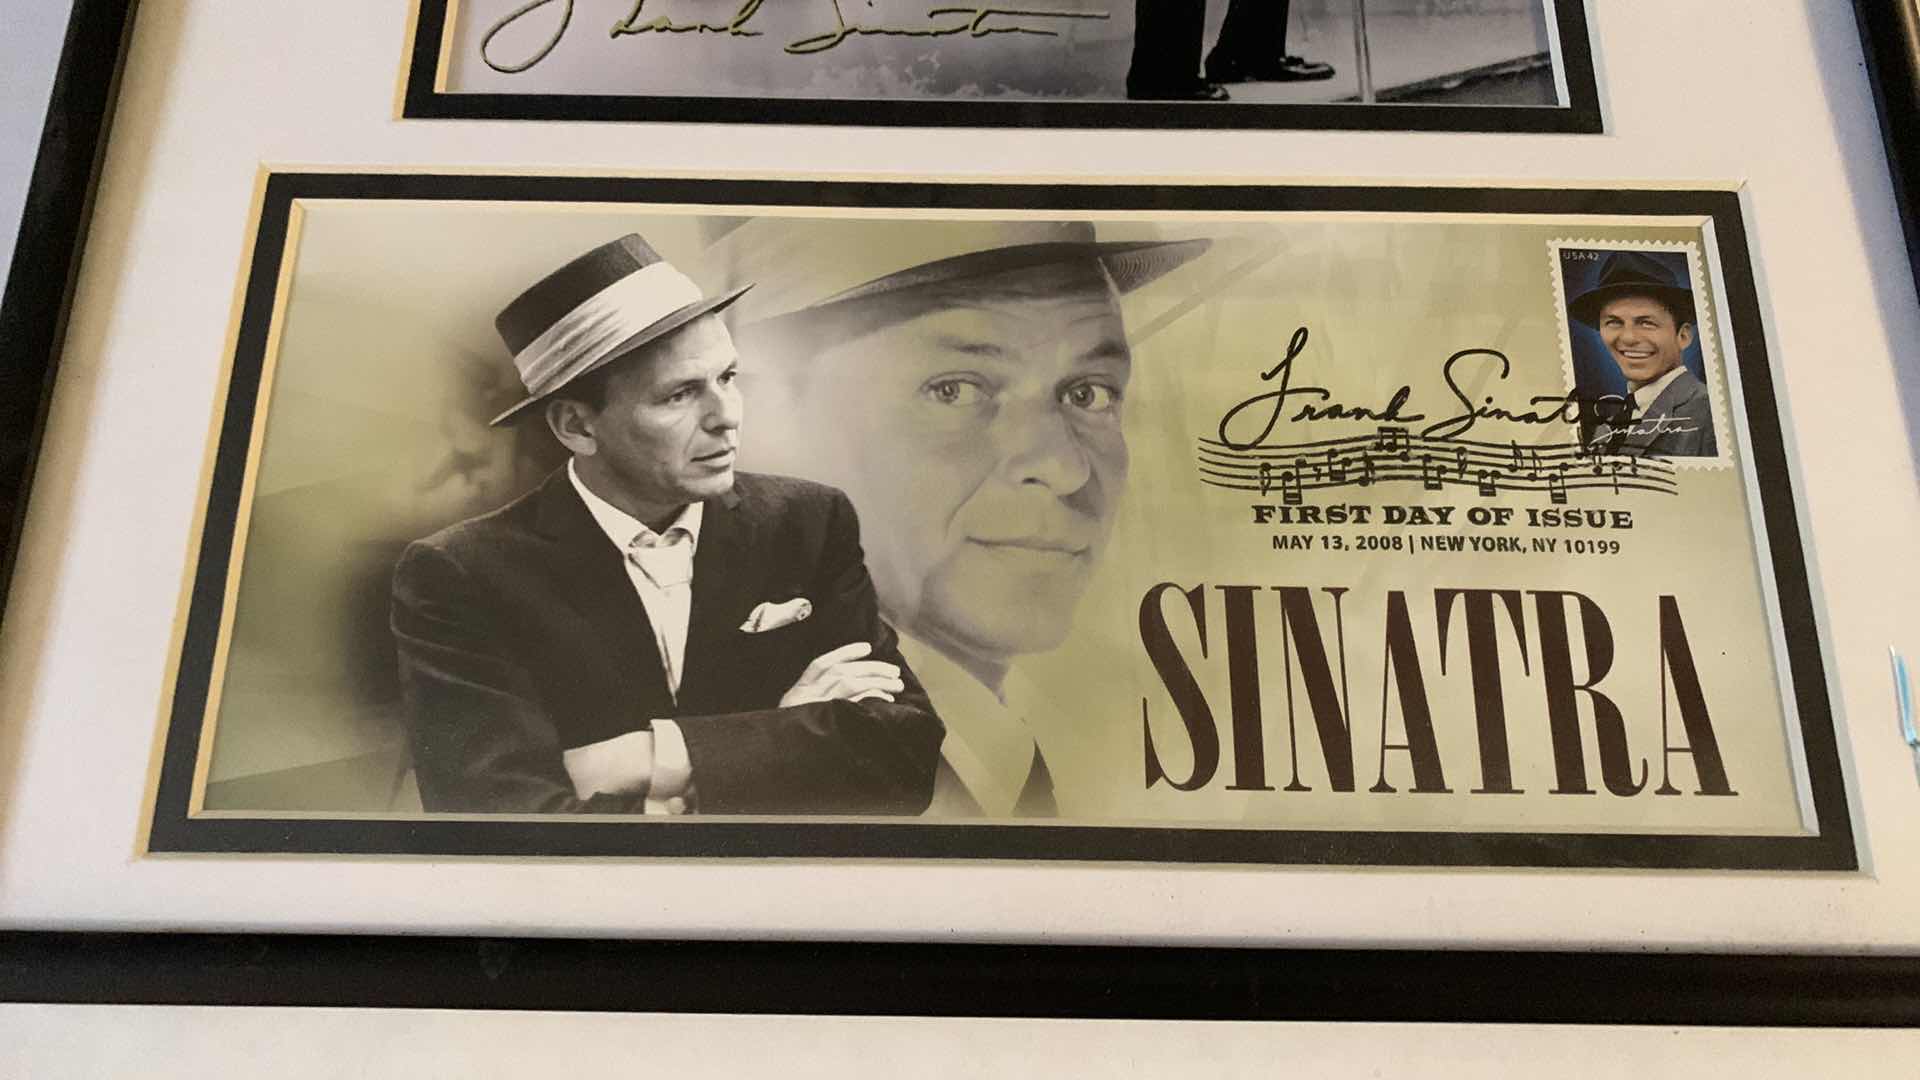 Frank Sinatra
USA 42
Frank Sinatra
Sinatra
FIRST DAY OF ISSUE
MAY 13, 2008 | NEW YORK, NY 10199
SINATRA